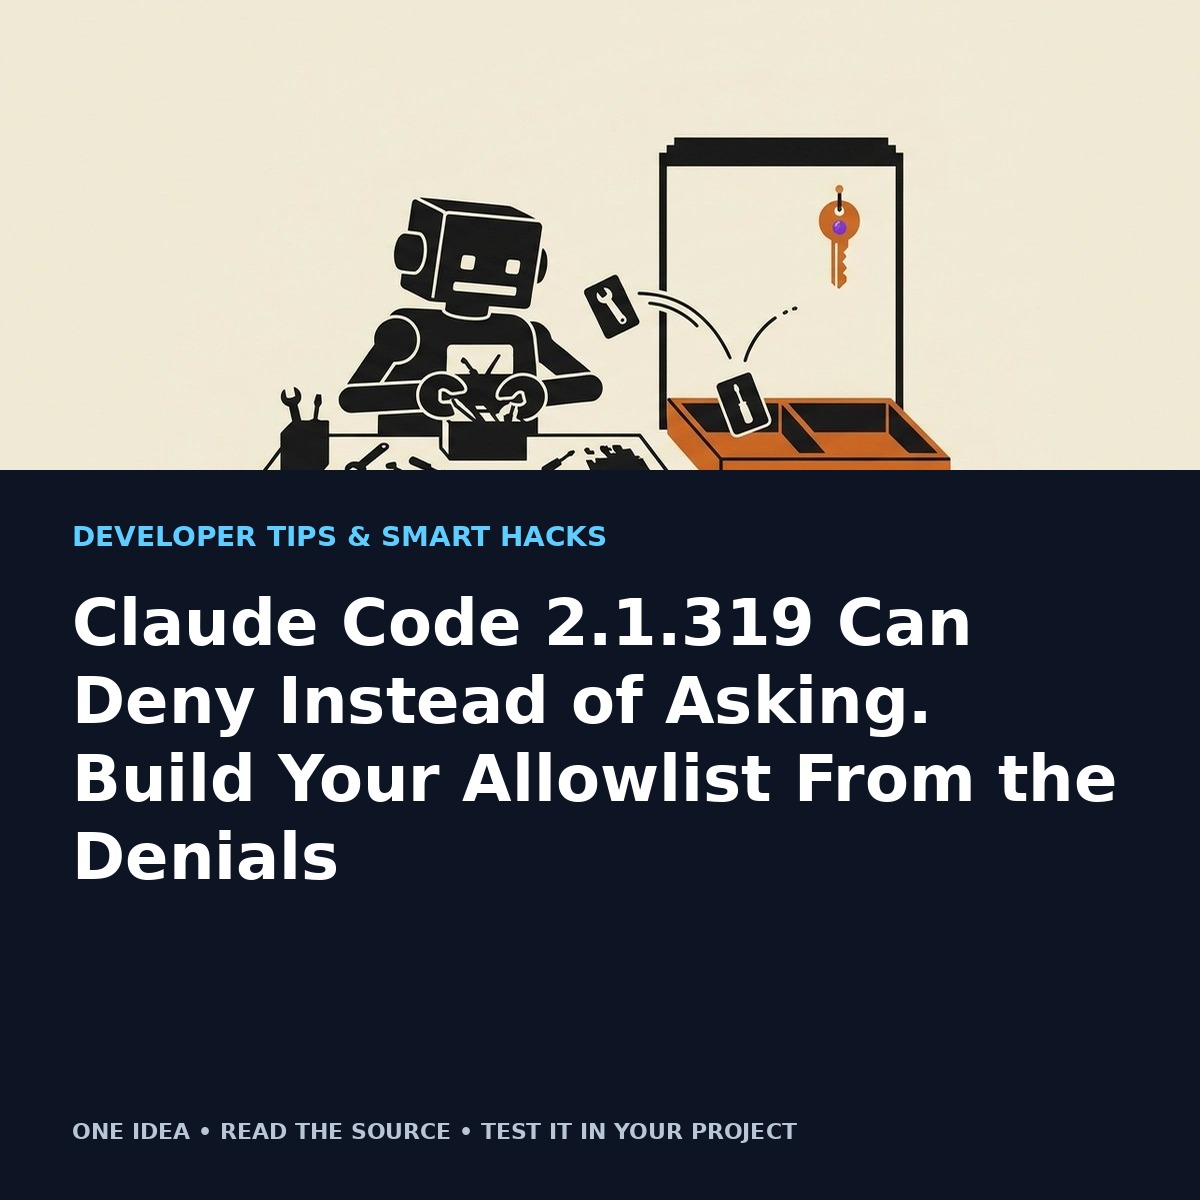 DEVELOPER TIPS & SMART HACKS
Claude Code 2.1.319 Can
Deny Instead of Asking.
Build Your Allowlist From the
Denials
ONE IDEA • READ THE SOURCE • TEST IT IN YOUR PROJECT